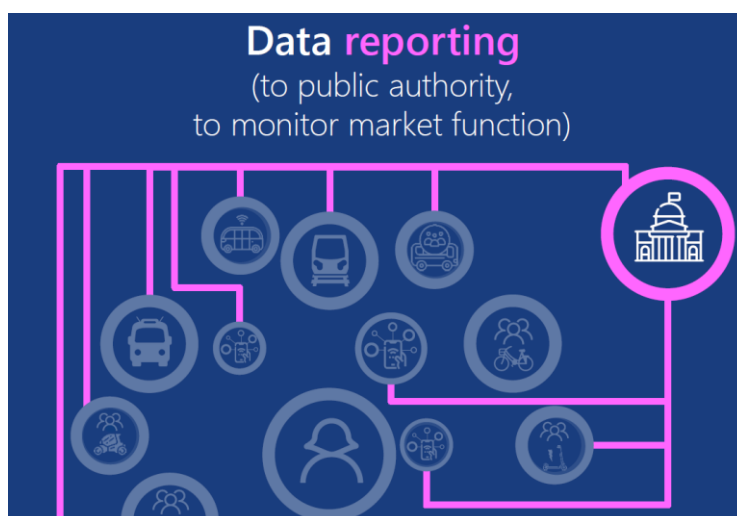 Data reporting
(to public authority,
to monitor market function)